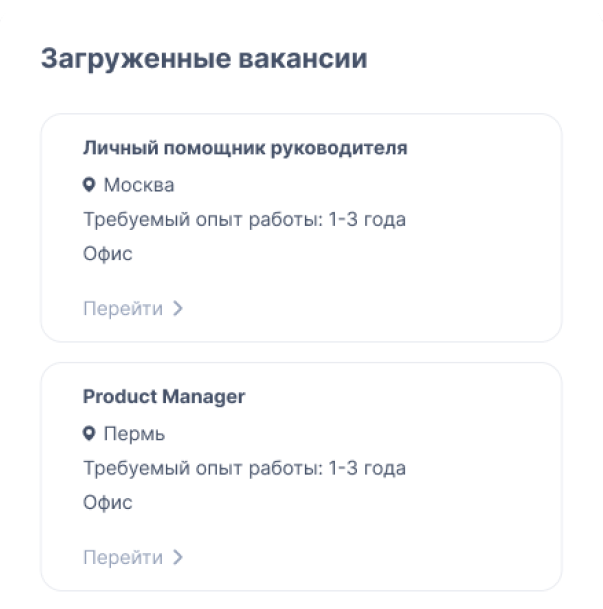 Загруженные вакансии
Личный помощник руководителя
Москва
Требуемый опыт работы: 1-3 года
Офис
Перейти
Product Manager
Пермь
Требуемый опыт работы: 1-3 года
Офис
Перейти